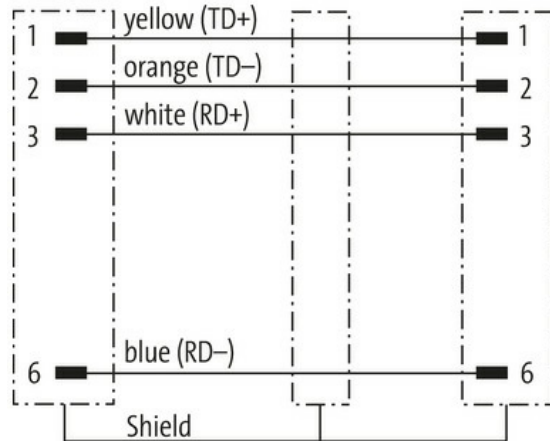 1 yellow (TD+) 1
2 orange (TD–) 2
3 white (RD+) 3
6 blue (RD–) 6
Shield